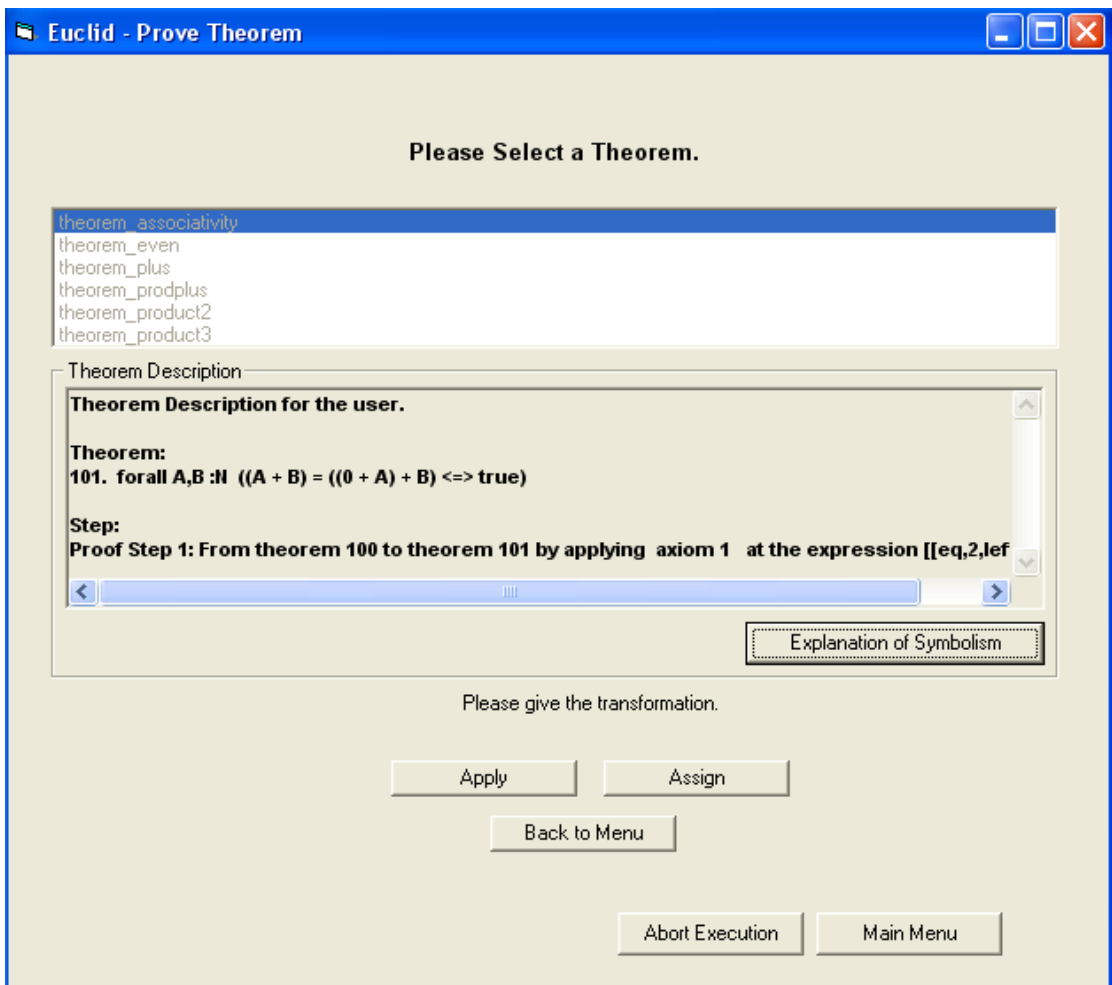 Euclid - Prove Theorem
Please Select a Theorem.
theorem_associativity
theorem_even
theorem_plus
theorem_prodplus
theorem_product2
theorem_product3
Theorem Description
Theorem Description for the user.
Theorem:
101. forall A,B :N ((A + B) = ((0 + A) + B) <=> true)
Step:
Proof Step 1: From theorem 100 to theorem 101 by applying axiom 1 at the expression [[eq,2,lef
Explanation of Symbolism
Please give the transformation.
Apply Assign
Back to Menu
Abort Execution Main Menu